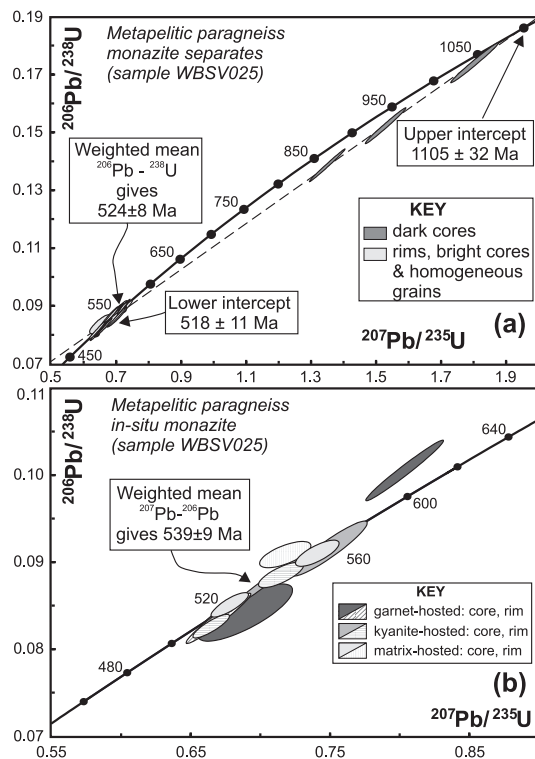 0.19
0.17
0.15
0.13
0.11
0.09
0.07
²⁰⁶Pb/²³⁸U
Metapelitic paragneiss
monazite separates
(sample WBSV025)
1050
950
850
750
650
550
450
Upper intercept
1105 ± 32 Ma
Weighted mean
²⁰⁶Pb - ²³⁸U
gives
524±8 Ma
Lower intercept
518 ± 11 Ma
KEY
dark cores
rims, bright cores
& homogeneous
grains
²⁰⁷Pb/²³⁵U
(a)
0.5 0.7 0.9 1.1 1.3 1.5 1.7 1.9
0.11
0.10
0.09
0.08
0.07
²⁰⁶Pb/²³⁸U
Metapelitic paragneiss
in-situ monazite
(sample WBSV025)
640
600
560
520
480
Weighted mean
²⁰⁷Pb-²⁰⁶Pb
gives 539±9 Ma
KEY
garnet-hosted: core, rim
kyanite-hosted: core, rim
matrix-hosted: core, rim
(b)
²⁰⁷Pb/²³⁵U
0.55 0.65 0.75 0.85